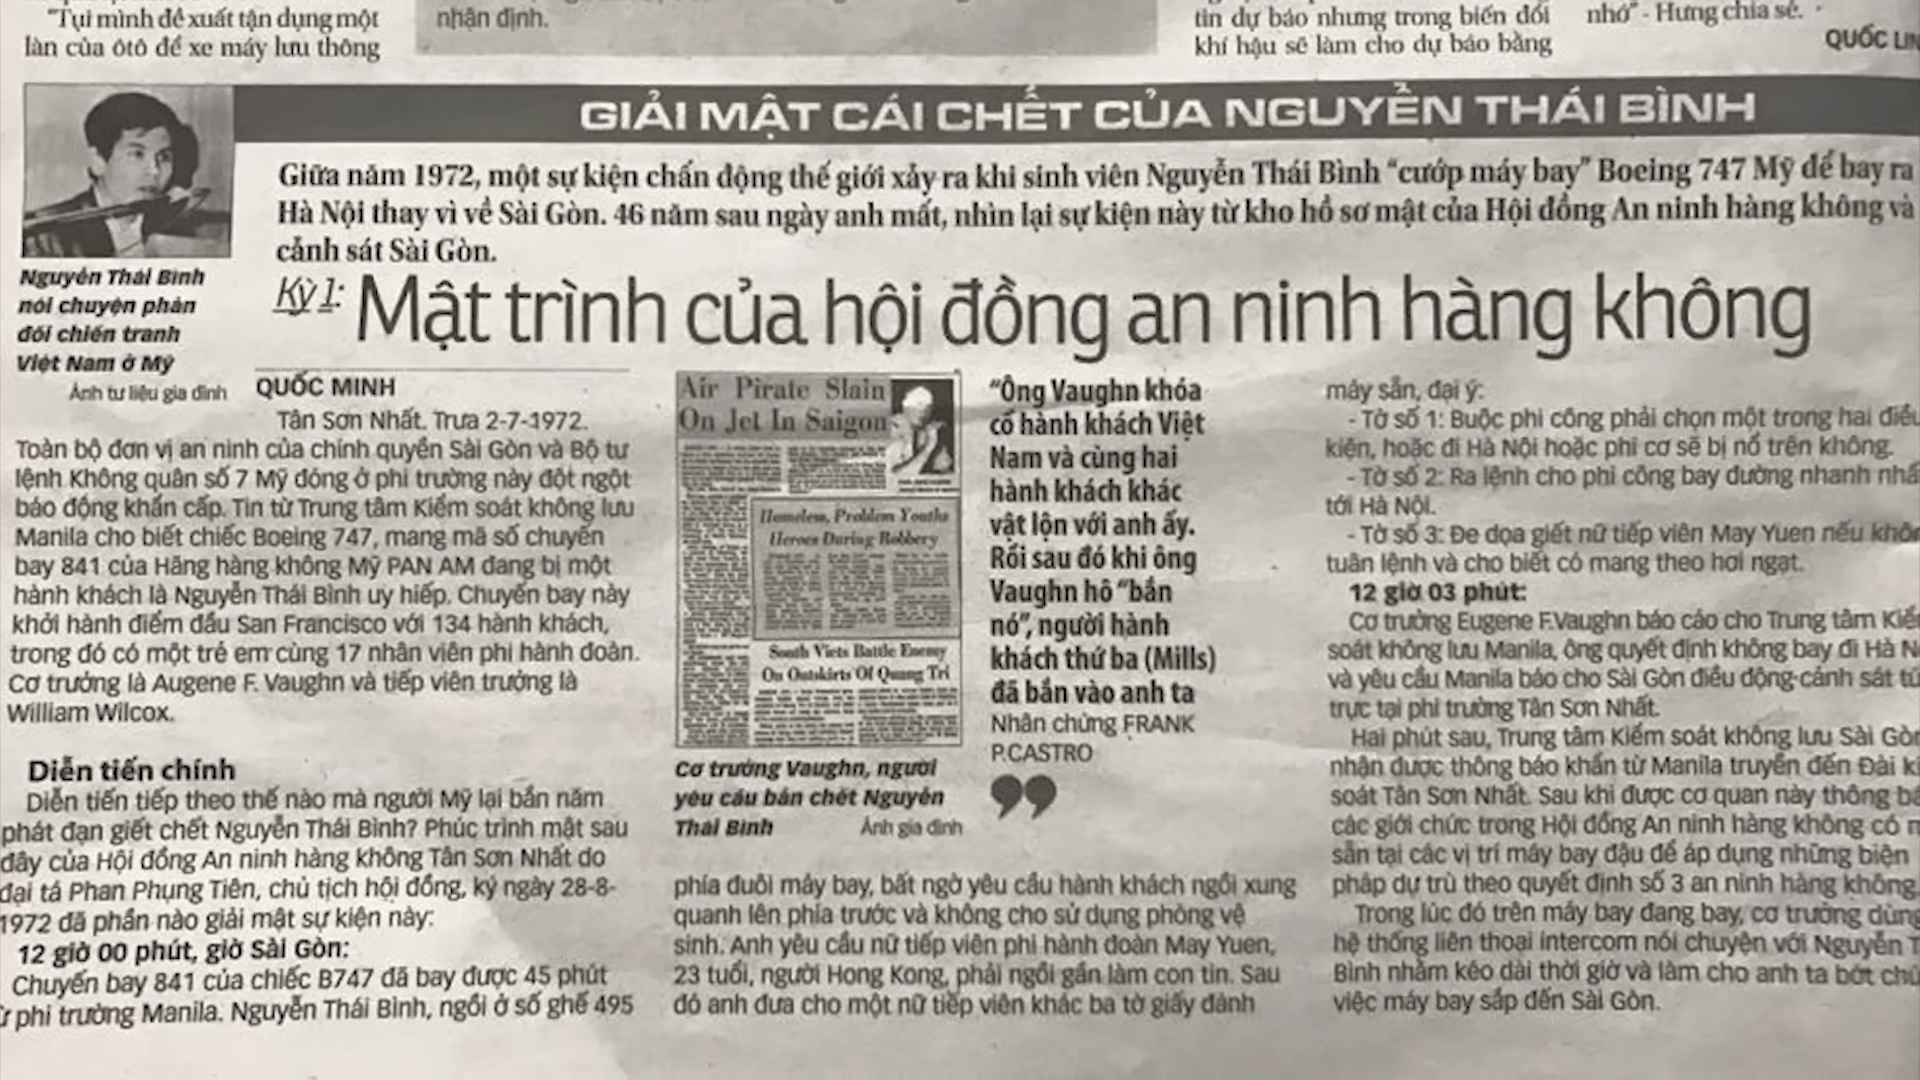 "Tụi mình đề xuất tận dụng một
làn của ôtô để xe máy lưu thông
nhận định.
tin dự báo nhưng trong biến đổi
khí hậu sẽ làm cho dự báo bằng
nhớ" - Hưng chia sẻ.
QUỐC LIN
GIẢI MẬT CÁI CHẾT CỦA NGUYỄN THÁI BÌNH
Giữa năm 1972, một sự kiện chấn động thế giới xảy ra khi sinh viên Nguyễn Thái Bình "cướp máy bay" Boeing 747 Mỹ để bay ra
Hà Nội thay vì về Sài Gòn. 46 năm sau ngày anh mất, nhìn lại sự kiện này từ kho hồ sơ mật của Hội đồng An ninh hàng không và
cảnh sát Sài Gòn.
Nguyễn Thái Bình
nói chuyện phản
đối chiến tranh
Việt Nam ở Mỹ
Ảnh tư liệu gia đình
Kỳ 1: Mật trình của hội đồng an ninh hàng không
QUỐC MINH
Tân Sơn Nhất. Trưa 2-7-1972.
Toàn bộ đơn vị an ninh của chính quyền Sài Gòn và Bộ tư
lệnh Không quân số 7 Mỹ đóng ở phi trường này đột ngột
báo động khẩn cấp. Tin từ Trung tâm Kiểm soát không lưu
Manila cho biết chiếc Boeing 747, mang mã số chuyến
bay 841 của Hãng hàng không Mỹ PAN AM đang bị một
hành khách là Nguyễn Thái Bình uy hiếp. Chuyến bay này
khởi hành điểm đầu San Francisco với 134 hành khách,
trong đó có một trẻ em cùng 17 nhân viên phi hành đoàn.
Cơ trưởng là Augene F. Vaughn và tiếp viên trưởng là
William Wilcox.
Diễn tiến chính
Diễn tiến tiếp theo thế nào mà người Mỹ lại bắn năm
phát đạn giết chết Nguyễn Thái Bình? Phúc trình mật sau
đây của Hội đồng An ninh hàng không Tân Sơn Nhất do
đại tá Phan Phụng Tiên, chủ tịch hội đồng, ký ngày 28-8-
1972 đã phần nào giải mật sự kiện này:
12 giờ 00 phút, giờ Sài Gòn:
Chuyến bay 841 của chiếc B747 đã bay được 45 phút
từ phi trường Manila. Nguyễn Thái Bình, ngồi ở số ghế 495
Air Pirate Slain
On Jet In Saigon
Homeless, Problem Youths
Heroes During Robbery
South Viets Battle Enemy
On Outskirts Of Quang Tri
Cơ trưởng Vaughn, người
yêu cầu bắn chết Nguyễn
Thái Bình
Ảnh gia đình
"Ông Vaughn khóa
cổ hành khách Việt
Nam và cùng hai
hành khách khác
vật lộn với anh ấy.
Rồi sau đó khi ông
Vaughn hô "bắn
nó", người hành
khách thứ ba (Mills)
đã bắn vào anh ta
Nhân chứng FRANK
P.CASTRO
”
phía đuôi máy bay, bất ngờ yêu cầu hành khách ngồi xung
quanh lên phía trước và không cho sử dụng phòng vệ
sinh. Anh yêu cầu nữ tiếp viên phi hành đoàn May Yuen,
23 tuổi, người Hong Kong, phải ngồi gần làm con tin. Sau
đó anh đưa cho một nữ tiếp viên khác ba tờ giấy đánh
máy sẵn, đại ý:
- Tờ số 1: Buộc phi công phải chọn một trong hai điều
kiện, hoặc đi Hà Nội hoặc phi cơ sẽ bị nổ trên không.
- Tờ số 2: Ra lệnh cho phi công bay đường nhanh nhấ
tới Hà Nội.
- Tờ số 3: Đe dọa giết nữ tiếp viên May Yuen nếu khôn
tuân lệnh và cho biết có mang theo hơi ngạt.
12 giờ 03 phút:
Cơ trưởng Eugene F.Vaughn báo cáo cho Trung tâm Kiể
soát không lưu Manila, ông quyết định không bay đi Hà N
và yêu cầu Manila báo cho Sài Gòn điều động cảnh sát tú
trực tại phi trường Tân Sơn Nhất.
Hai phút sau, Trung tâm Kiểm soát không lưu Sài Gòn
nhận được thông báo khẩn từ Manila truyền đến Đài ki
soát Tân Sơn Nhất. Sau khi được cơ quan này thông bá
các giới chức trong Hội đồng An ninh hàng không có m
sẵn tại các vị trí máy bay đậu để áp dụng những biện
pháp dự trù theo quyết định số 3 an ninh hàng không.
Trong lúc đó trên máy bay đang bay, cơ trưởng dùng
hệ thống liên thoại intercom nói chuyện với Nguyễn T
Bình nhằm kéo dài thời giờ và làm cho anh ta bớt chú
việc máy bay sắp đến Sài Gòn.